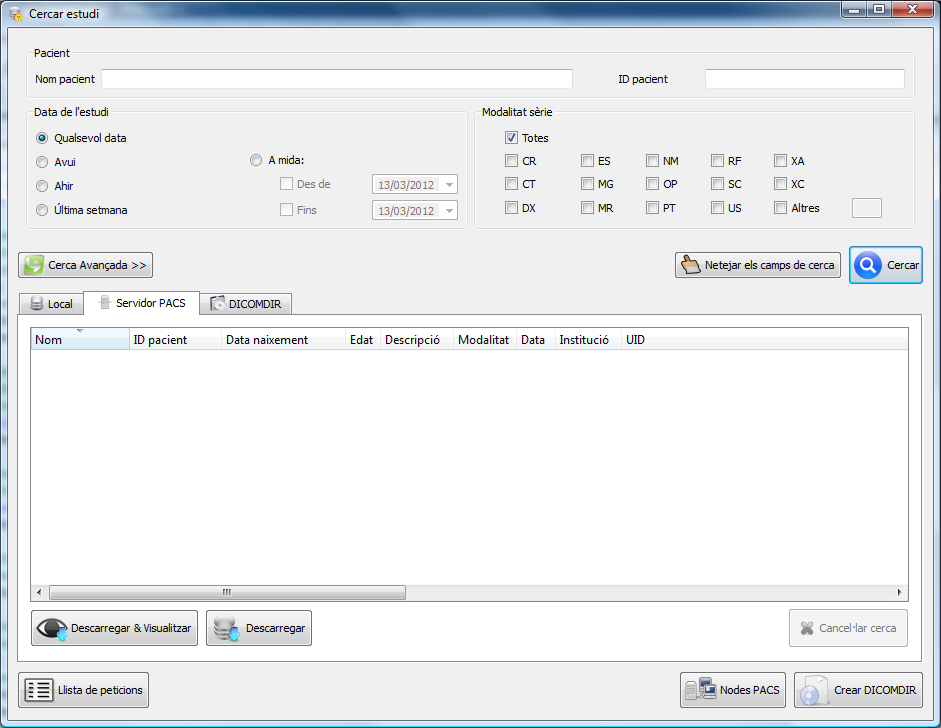 Cercar estudi
Pacient
Nom pacient ID pacient
Data de l'estudi
Qualsevol data
Avui
Ahir
Última setmana
A mida:
Des de 13/03/2012
Fins 13/03/2012
Modalitat sèrie
Totes
CR ES NM RF XA
CT MG OP SC XC
DX MR PT US Altres
Cerca Avançada >> Netejar els camps de cerca Cercar
Local Servidor PACS DICOMDIR
Nom ID pacient Data naixement Edat Descripció Modalitat Data Institució UID
Descarregar & Visualitzar Descarregar Cancel·lar cerca
Llista de peticions Nodes PACS Crear DICOMDIR